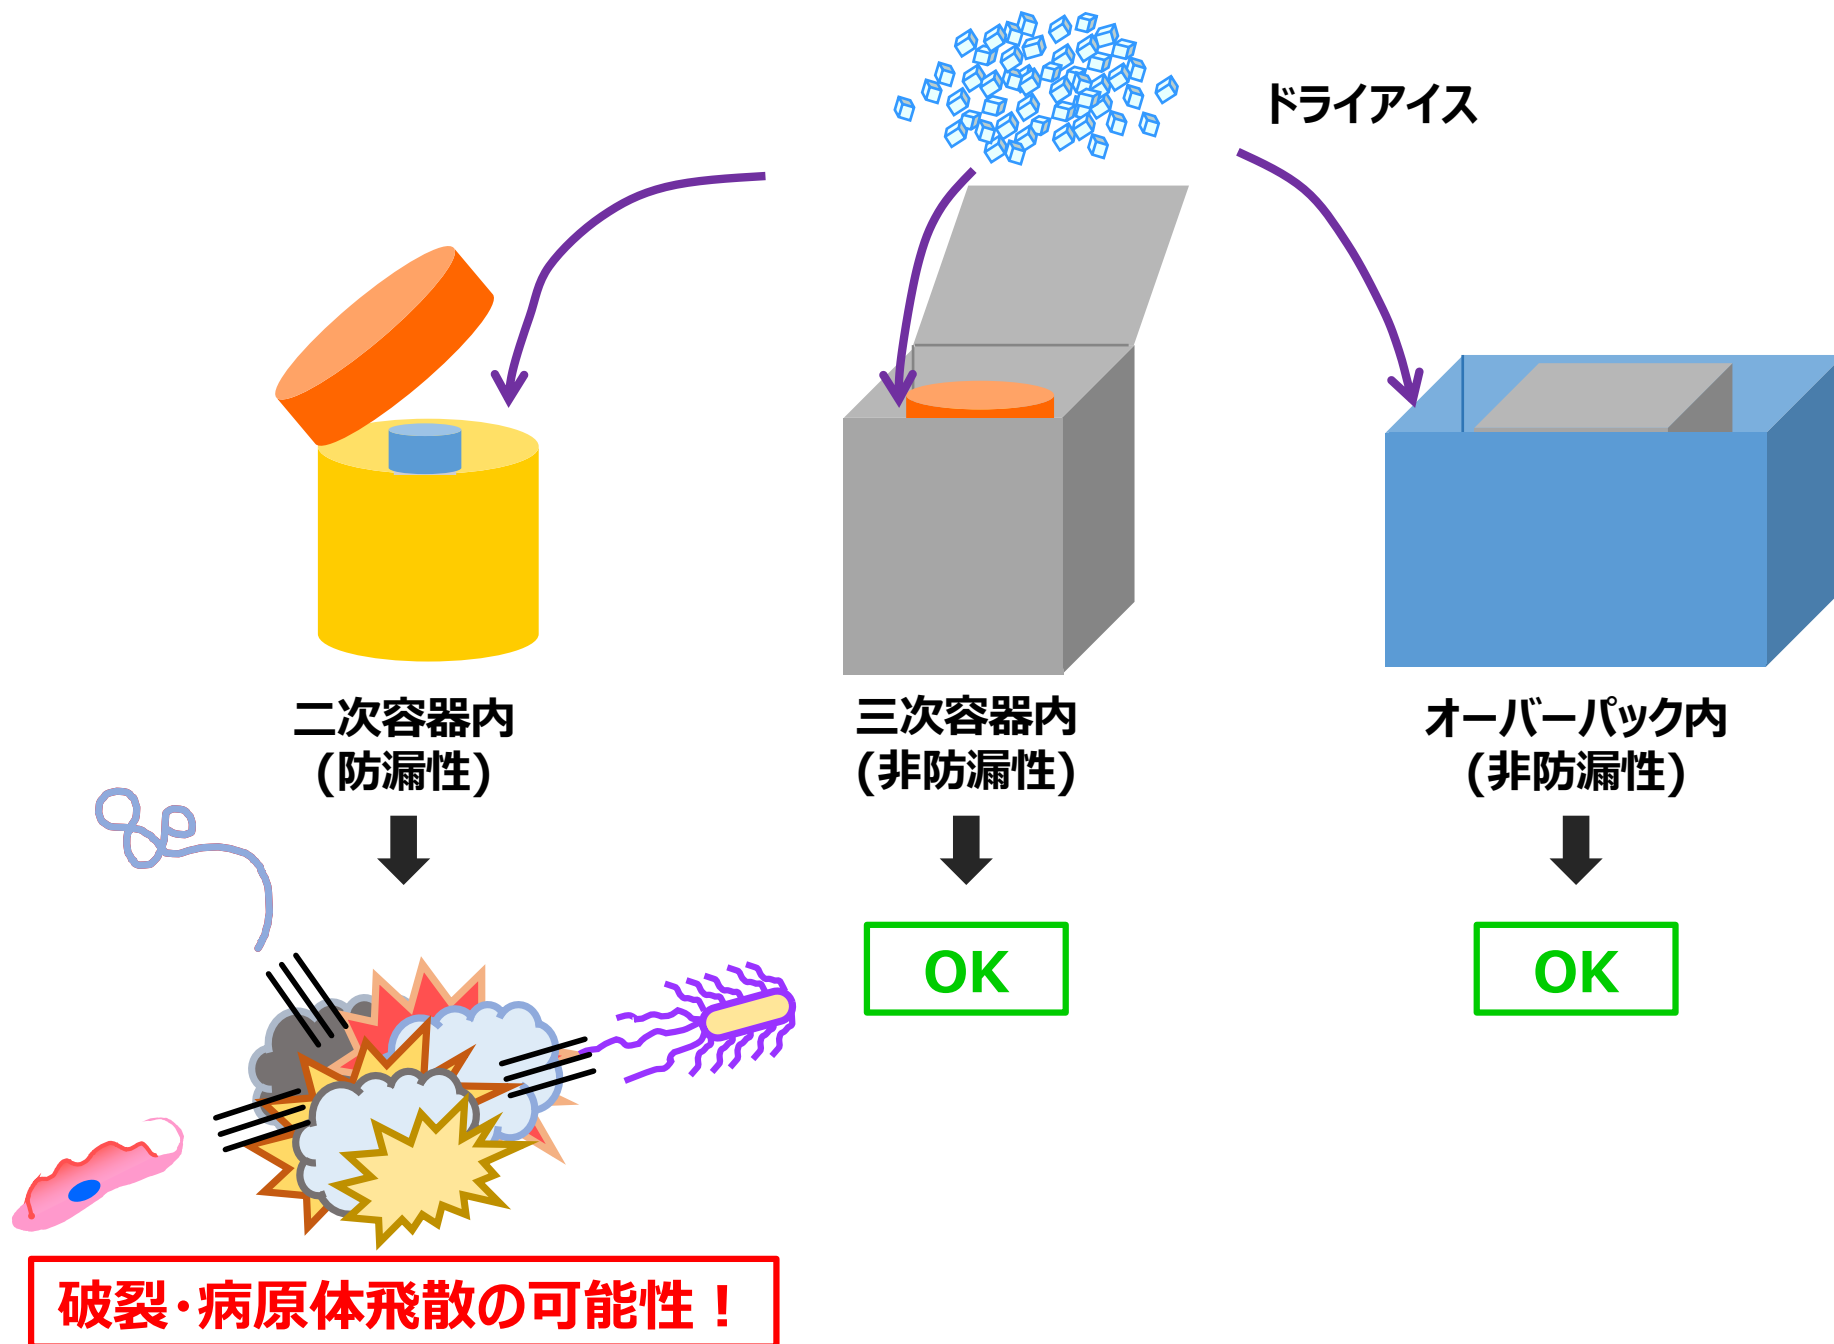 ドライアイス
二次容器内
(防漏性)
三次容器内
(非防漏性)
オーバーパック内
(非防漏性)
OK
OK
破裂・病原体飛散の可能性！